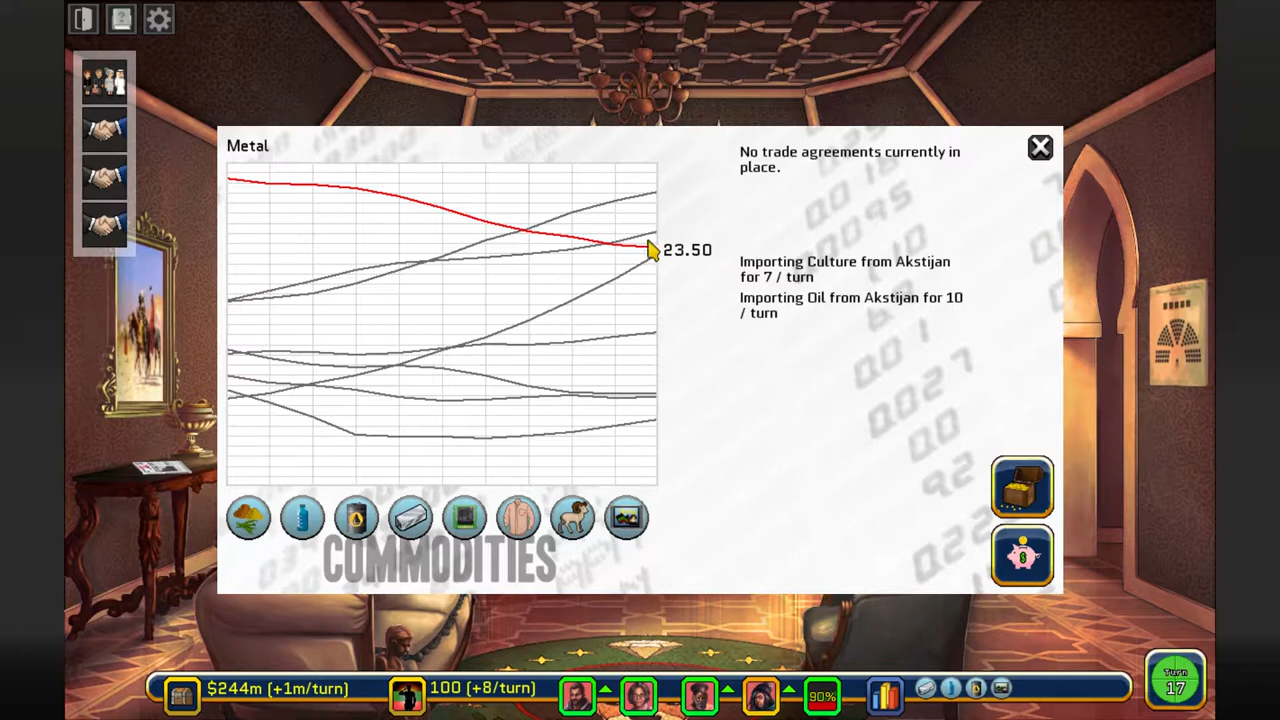 Metal
No trade agreements currently in
place.
23.50
Importing Culture from Akstijan
for 7 / turn
Importing Oil from Akstijan for 10
/ turn
COMMODITIES
$244m (+1m/turn)
100 (+8/turn)
90%
Turn
17